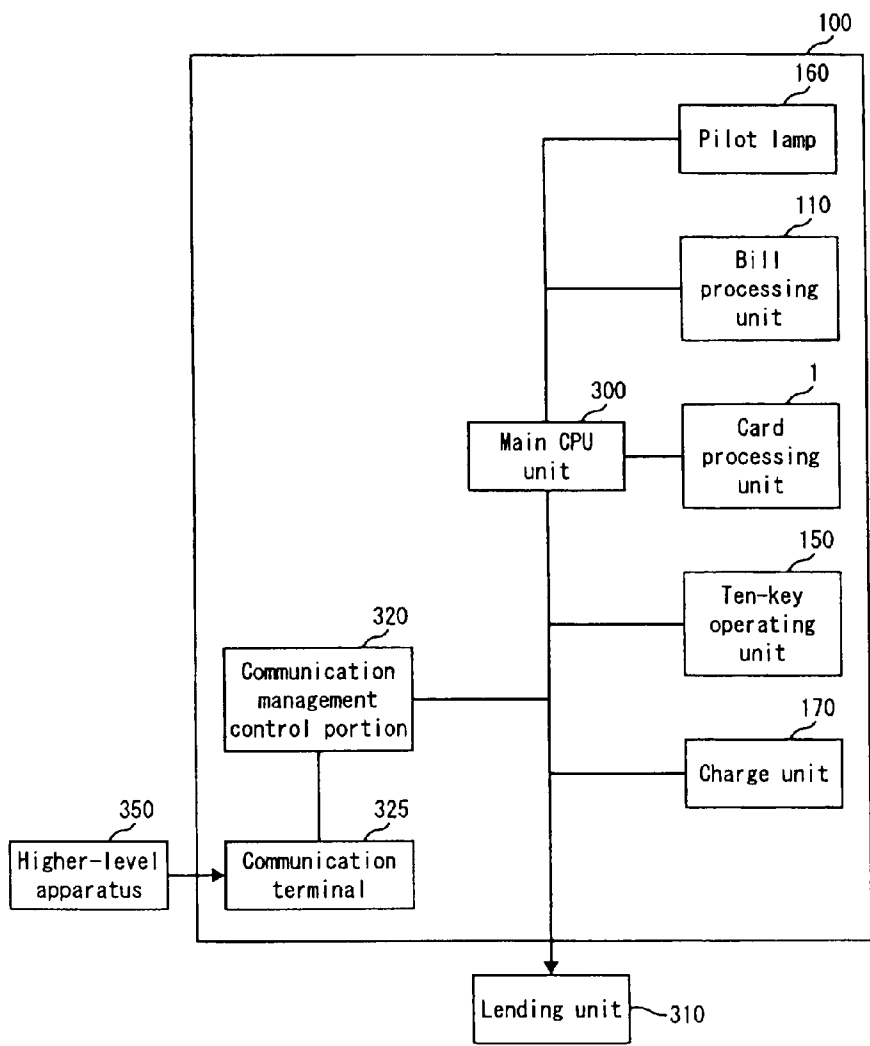 100
160
Pilot lamp
110
Bill
processing
unit
300
Main CPU
unit
1
Card
processing
unit
150
Ten-key
operating
unit
320
Communication
management
control portion
170
Charge unit
350
Higher-level
apparatus
325
Communication
terminal
Lending unit
310